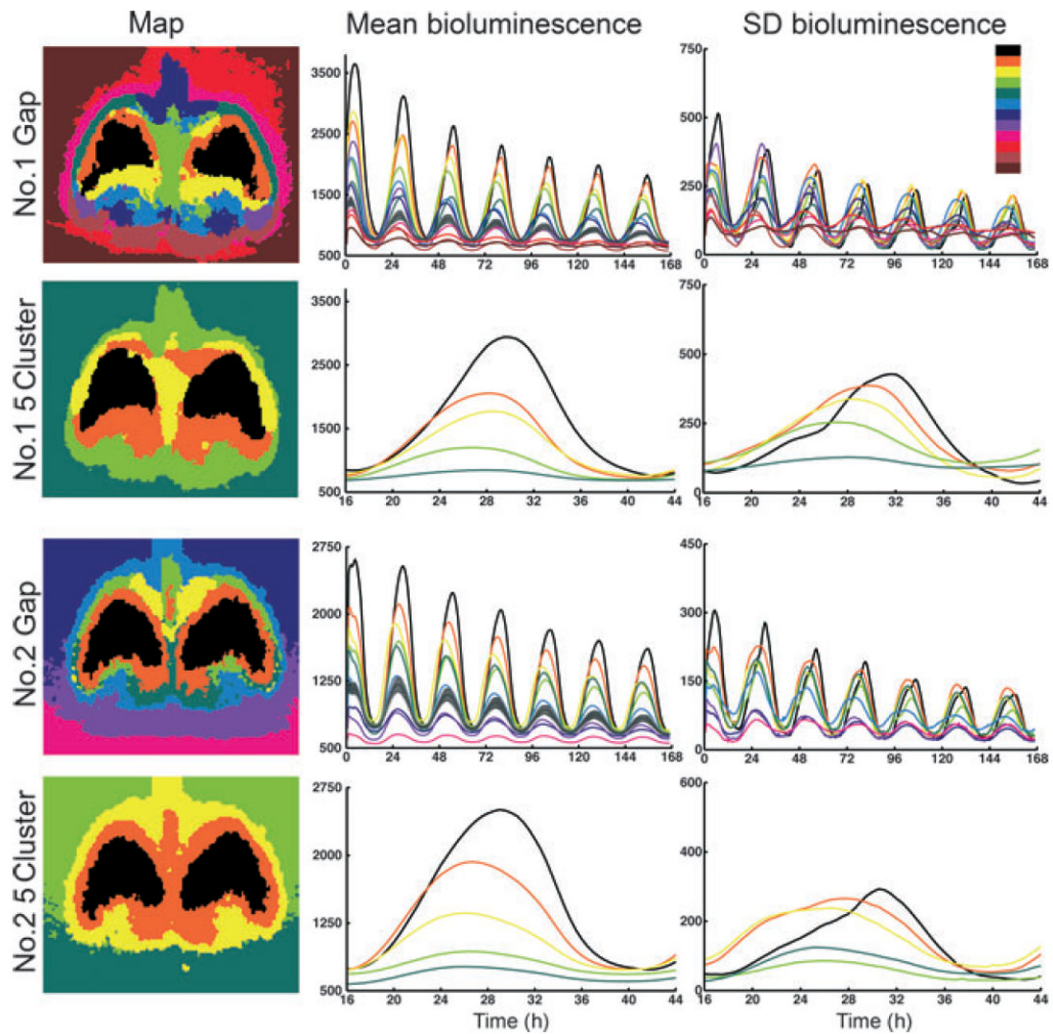 Map
Mean bioluminescence
SD bioluminescence
No.1 Gap
3500
2500
1500
500
0 24 48 72 96 120 144 168
750
500
250
0
0 24 48 72 96 120 144 168
No.1 5 Cluster
3500
2500
1500
500
16 20 24 28 32 36 40 44
750
500
250
0
16 20 24 28 32 36 40 44
No.2 Gap
2750
2000
1250
500
0 24 48 72 96 120 144 168
450
300
150
0
0 24 48 72 96 120 144 168
No.2 5 Cluster
2750
2000
1250
500
16 20 24 28 32 36 40 44
600
400
200
0
16 20 24 28 32 36 40 44
Time (h)
Time (h)